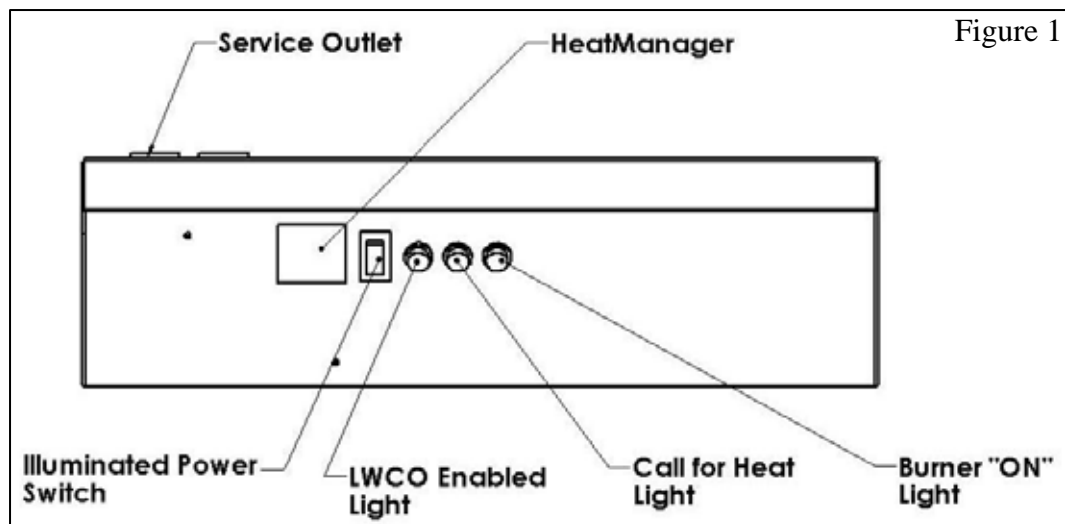 Figure 1
Service Outlet
HeatManager
Illuminated Power
Switch
LWCO Enabled
Light
Call for Heat
Light
Burner "ON"
Light